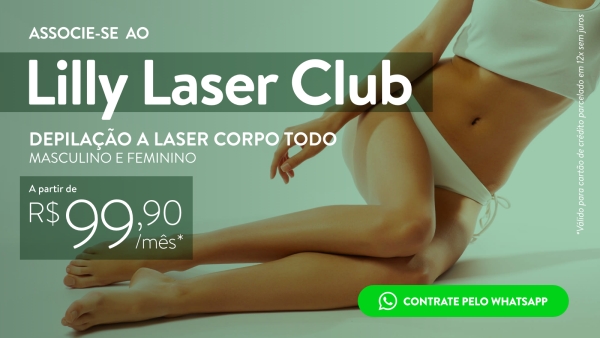 ASSOCIE-SE AO
Lilly Laser Club
DEPILAÇÃO A LASER CORPO TODO
MASCULINO E FEMININO
A partir de
R$ 99,90
/mês*
CONTRATE PELO WHATSAPP
*Válido para cartão de crédito parcelado em 12x sem juros